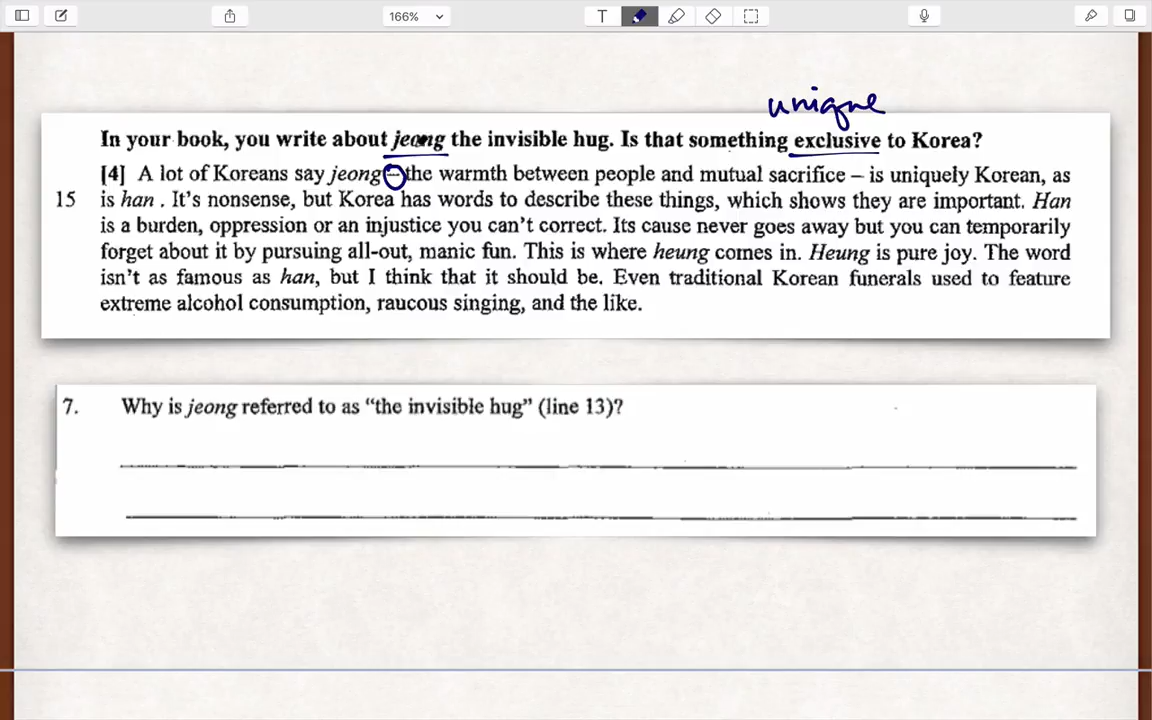 166%
T
unique
In your book, you write about jeong the invisible hug. Is that something exclusive to Korea?
[4] A lot of Koreans say jeong – the warmth between people and mutual sacrifice – is uniquely Korean, as
15 is han . It's nonsense, but Korea has words to describe these things, which shows they are important. Han
is a burden, oppression or an injustice you can't correct. Its cause never goes away but you can temporarily
forget about it by pursuing all-out, manic fun. This is where heung comes in. Heung is pure joy. The word
isn't as famous as han, but I think that it should be. Even traditional Korean funerals used to feature
extreme alcohol consumption, raucous singing, and the like.
7. Why is jeong referred to as “the invisible hug” (line 13)?